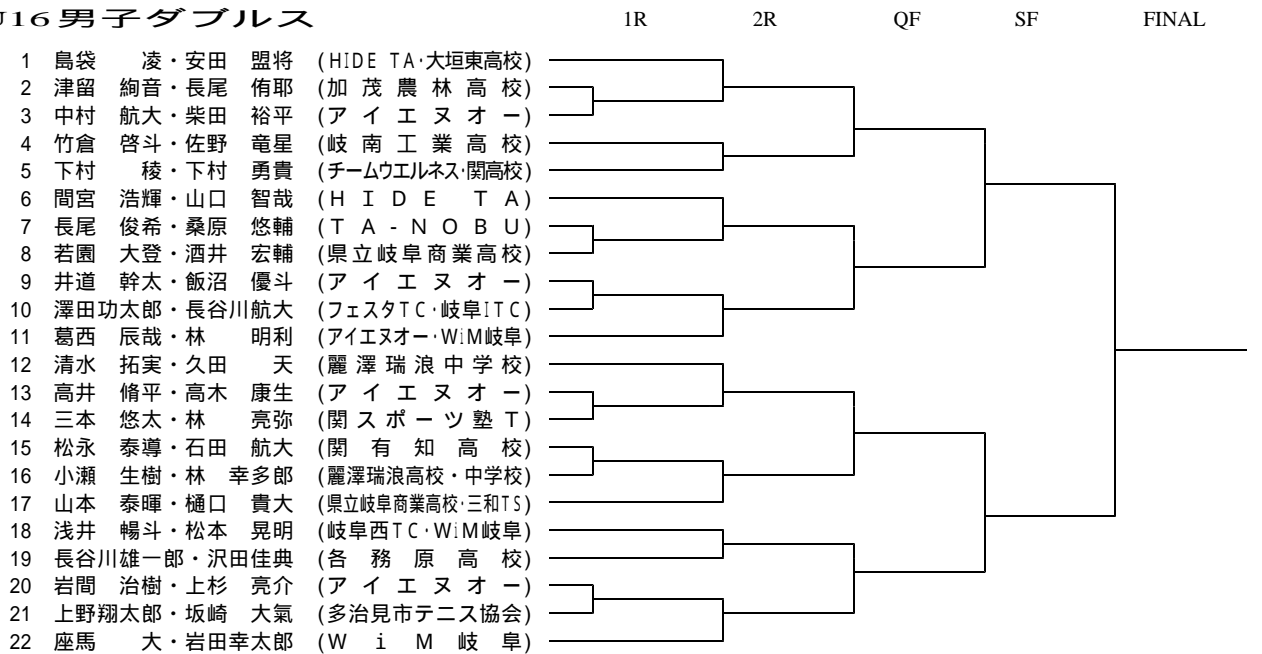 U16男子ダブルス 1R 2R QF SF FINAL
1 島袋 凌・安田 盟将 (HIDE TA・大垣東高校)
2 津留 絢音・長尾 侑耶 (加茂農林高校)
3 中村 航大・柴田 裕平 (アイエヌオー)
4 竹倉 啓斗・佐野 竜星 (岐南工業高校)
5 下村 稜・下村 勇貴 (チームウエルネス・関高校)
6 間宮 浩輝・山口 智哉 (HIDE TA)
7 長尾 俊希・桑原 悠輔 (TA-NOBU)
8 若園 大登・酒井 宏輔 (県立岐阜商業高校)
9 井道 幹太・飯沼 優斗 (アイエヌオー)
10 澤田功太郎・長谷川航大 (フェスタTC・岐阜ITC)
11 葛西 辰哉・林 明利 (アイエヌオー・WiM岐阜)
12 清水 拓実・久田 天 (麗澤瑞浪中学校)
13 高井 脩平・高木 康生 (アイエヌオー)
14 三本 悠太・林 亮弥 (関スポーツ塾T)
15 松永 泰導・石田 航大 (関有知高校)
16 小瀬 生樹・林 幸多郎 (麗澤瑞浪高校・中学校)
17 山本 泰暉・樋口 貴大 (県立岐阜商業高校・三和TS)
18 浅井 暢斗・松本 晃明 (岐阜西TC・WiM岐阜)
19 長谷川雄一郎・沢田佳典 (各務原高校)
20 岩間 治樹・上杉 亮介 (アイエヌオー)
21 上野翔太郎・坂崎 大氣 (多治見市テニス協会)
22 座馬 大・岩田幸太郎 (WiM岐阜)